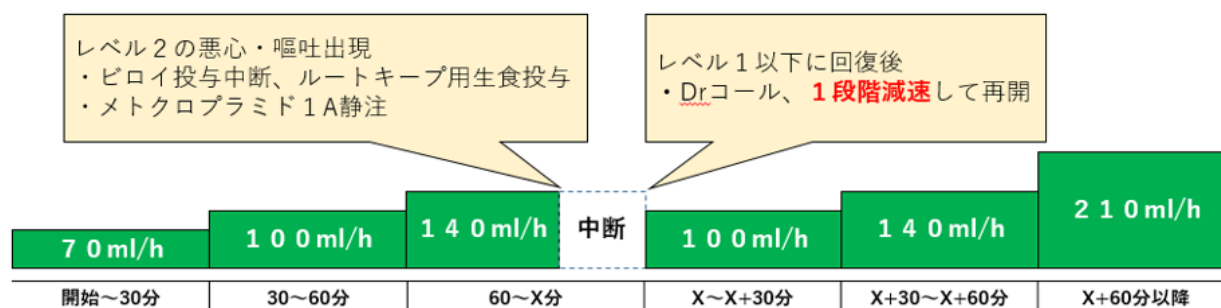 レベル２の悪心・嘔吐出現
・ビロイ投与中断、ルートキープ用生食投与
・メトクロプラミド１A静注
レベル１以下に回復後
・Drコール、１段階減速して再開
７０ml/h
１００ml/h
１４０ml/h
中断
１００ml/h
１４０ml/h
２１０ml/h
開始～30分
30～60分
60～X分
X～X+30分
X+30～X+60分
X+60分以降